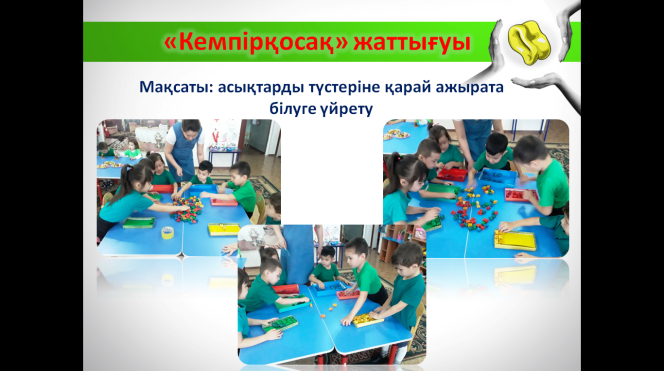 «Кемпірқосақ» жаттығуы
Мақсаты: асықтарды түстеріне қарай ажырата
білуге үйрету